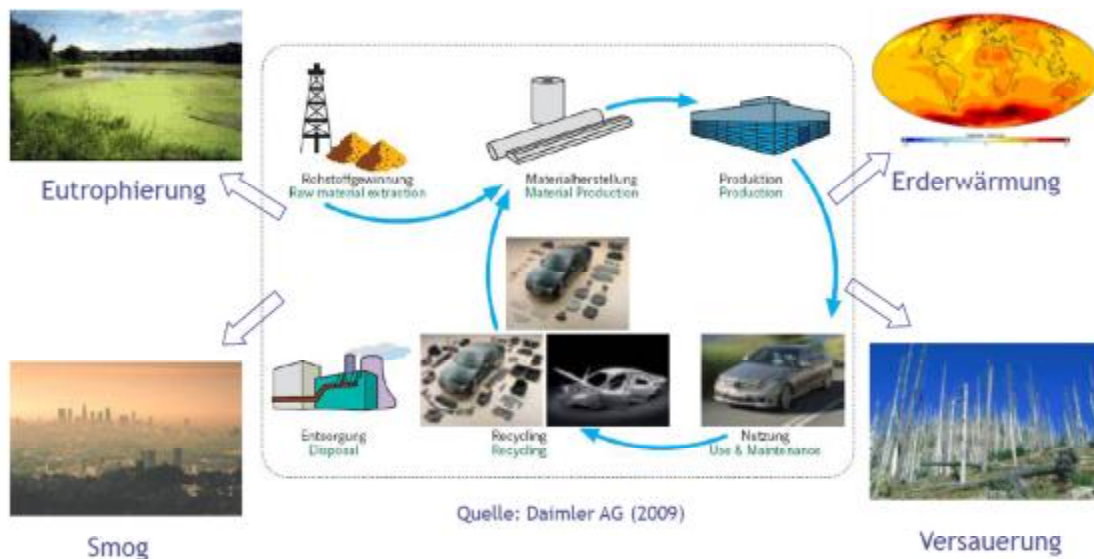 Eutrophierung
Rohstoffgewinnung
Raw material extraction
Materialherstellung
Material Production
Produktion
Production
Erderwärmung
Entsorgung
Disposal
Recycling
Recycling
Nutzung
Use & Maintenance
Smog
Quelle: Daimler AG (2009)
Versauerung